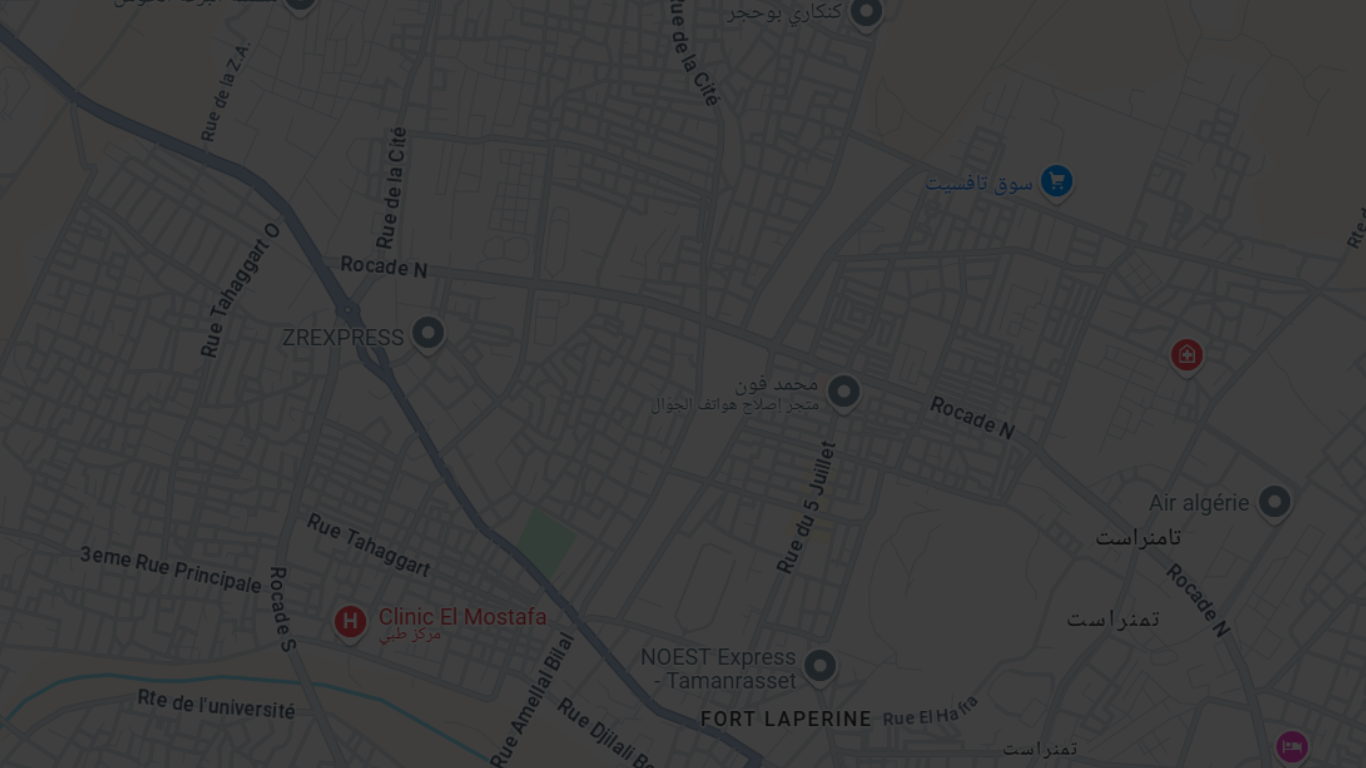 كنكاري بوحجر
Rue de la Cité
Rue de la Z.A.
Rue de la Cité
سوق تافسيت
Rue Tahaggart O
Rocade N
ZREXPRESS
محمد فون
متجر إصلاح هواتف الجوال
Rocade N
Rue du 5 Juillet
Air algérie
تامنراست
Rue Tahaggart
3eme Rue Principale
Rocade S
Rocade N
Clinic El Mostafa
مركز طبي
تمنراست
NOEST Express
- Tamanrasset
Rue Amellal Bilal
Rte de l'université
Rue Djilali
FORT LAPERINE
Rue El Hafra
تمنراست